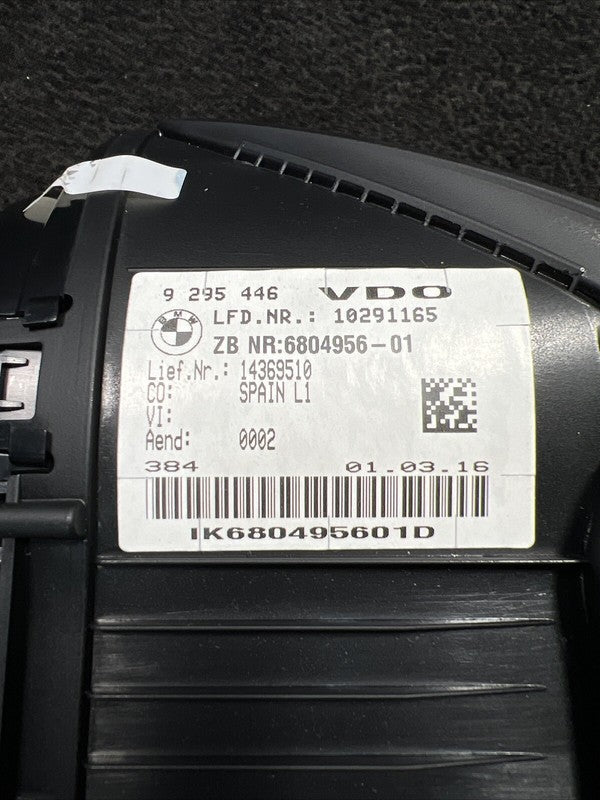 9 295 446 VDO
BMW LFD.NR.: 10291165
ZB NR:6804956-01
Lief.Nr.: 14369510
CO: SPAIN L1
VI:
Aend: 0002
384 01.03.16
IK680495601D